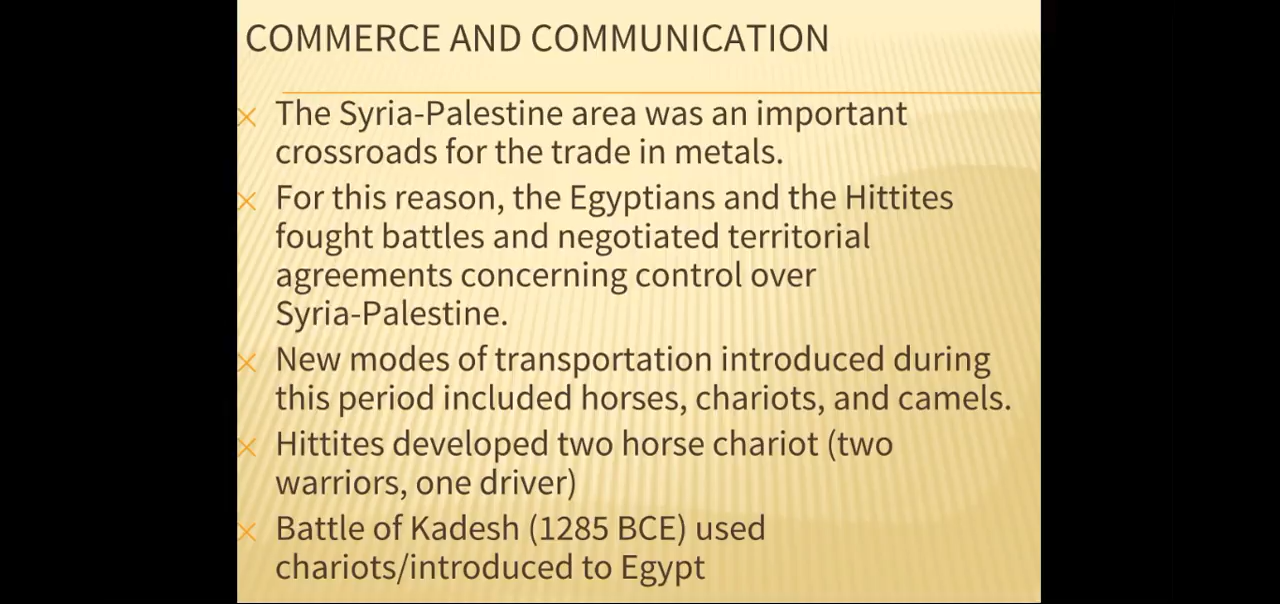 COMMERCE AND COMMUNICATION
The Syria-Palestine area was an important
crossroads for the trade in metals.
For this reason, the Egyptians and the Hittites
fought battles and negotiated territorial
agreements concerning control over
Syria-Palestine.
New modes of transportation introduced during
this period included horses, chariots, and camels.
Hittites developed two horse chariot (two
warriors, one driver)
Battle of Kadesh (1285 BCE) used
chariots/introduced to Egypt